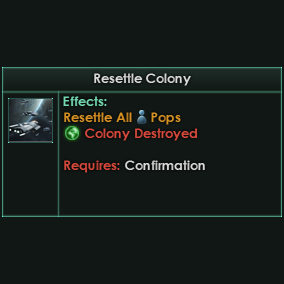 Resettle Colony
Effects:
Resettle All Pops
Colony Destroyed
Requires: Confirmation